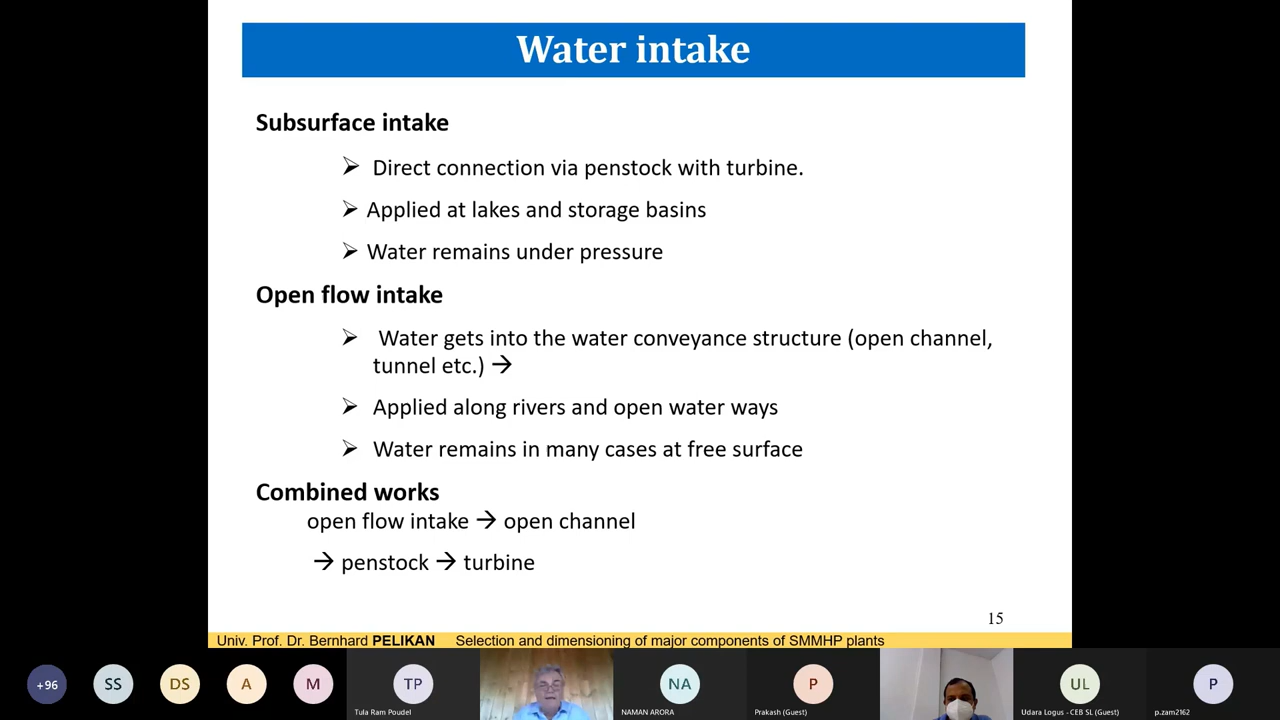 Water intake
Subsurface intake
➢ Direct connection via penstock with turbine.
➢ Applied at lakes and storage basins
➢ Water remains under pressure
Open flow intake
➢ Water gets into the water conveyance structure (open channel,
tunnel etc.) →
➢ Applied along rivers and open water ways
➢ Water remains in many cases at free surface
Combined works
open flow intake → open channel
→ penstock → turbine
15
Univ. Prof. Dr. Bernhard PELIKAN Selection and dimensioning of major components of SMMHP plants
+96 SS DS A M TP NA P UL P
Tula Ram Poudel NAMAN ARORA Prakash (Guest) Udara Logus - CEB SL (Guest) p.zam2162